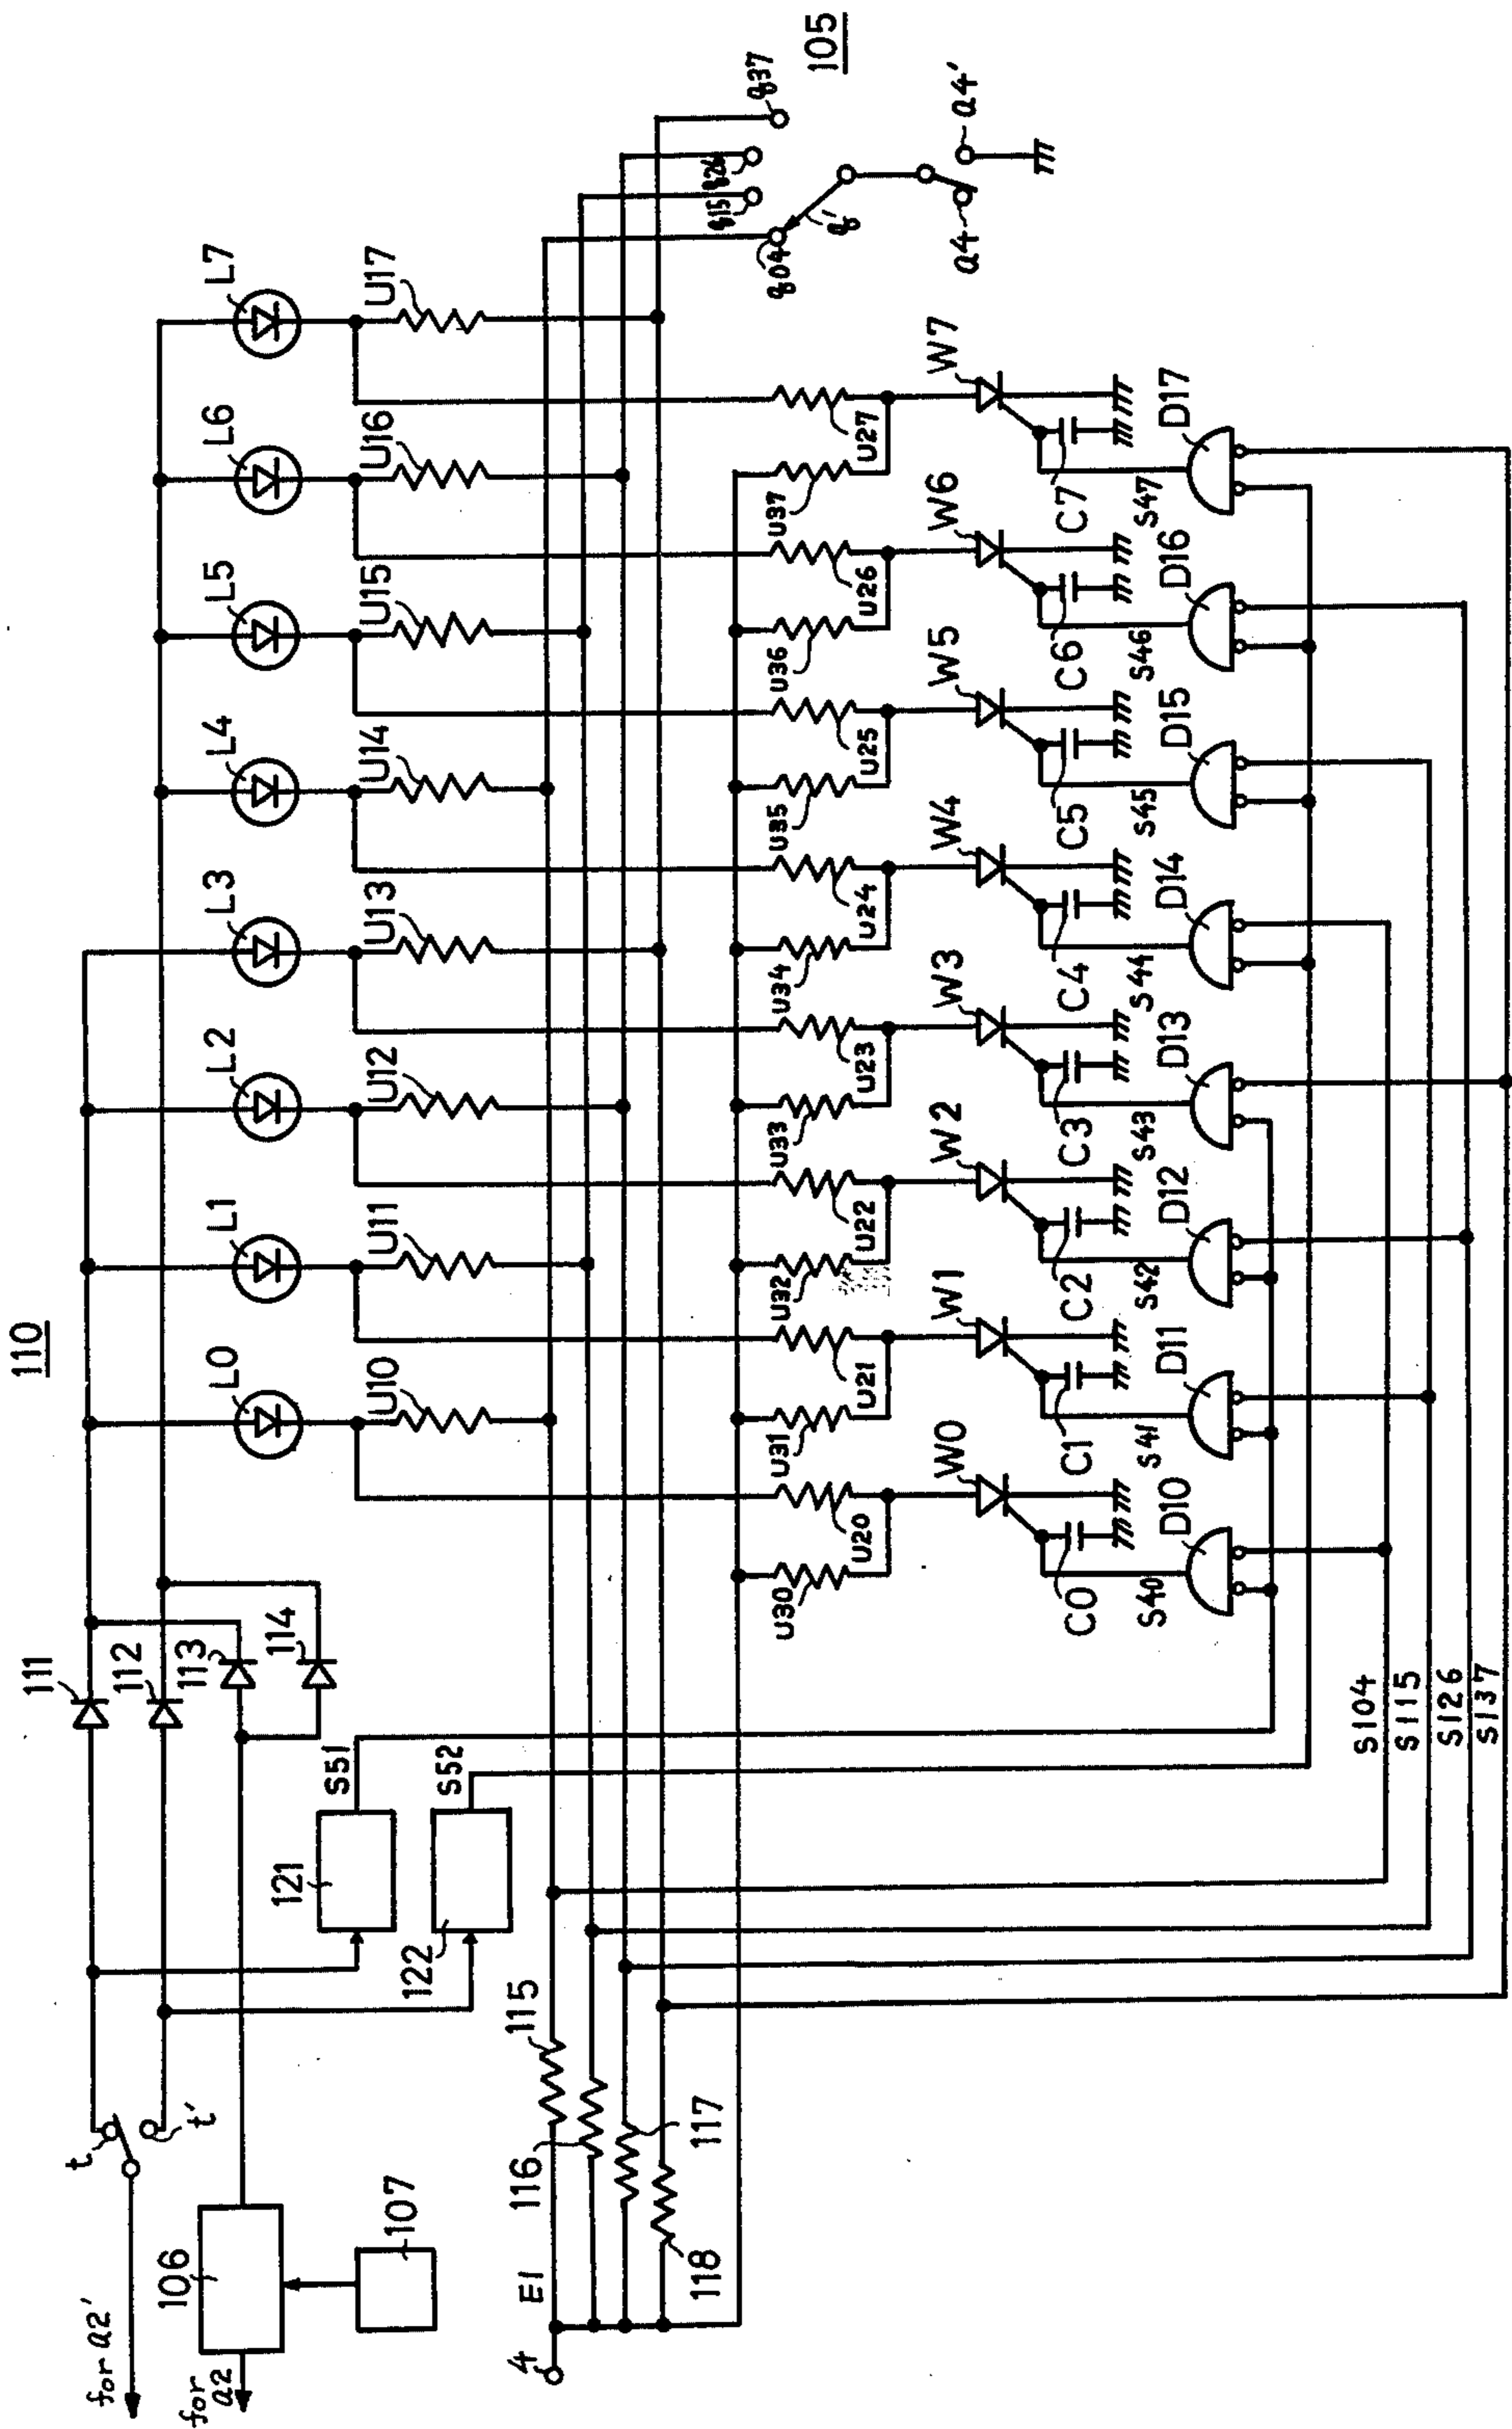 110
105
L0
L1
L2
L3
L4
L5
L6
L7
U10
U11
U12
U13
U14
U15
U16
U17
111
112
113
114
t
t'
for a2'
for a2
106
107
121
S51
122
S52
4
E1
115
116
117
118
q04
q15
q26
q37
q'
a4
a4'
U30
U20
U31
U21
U32
U22
U33
U23
U34
U24
U35
U25
U36
U26
U37
U27
W0
W1
W2
W3
W4
W5
W6
W7
C0
C1
C2
C3
C4
C5
C6
C7
S40
S41
S42
S43
S44
S45
S46
S47
D10
D11
D12
D13
D14
D15
D16
D17
S104
S115
S126
S137